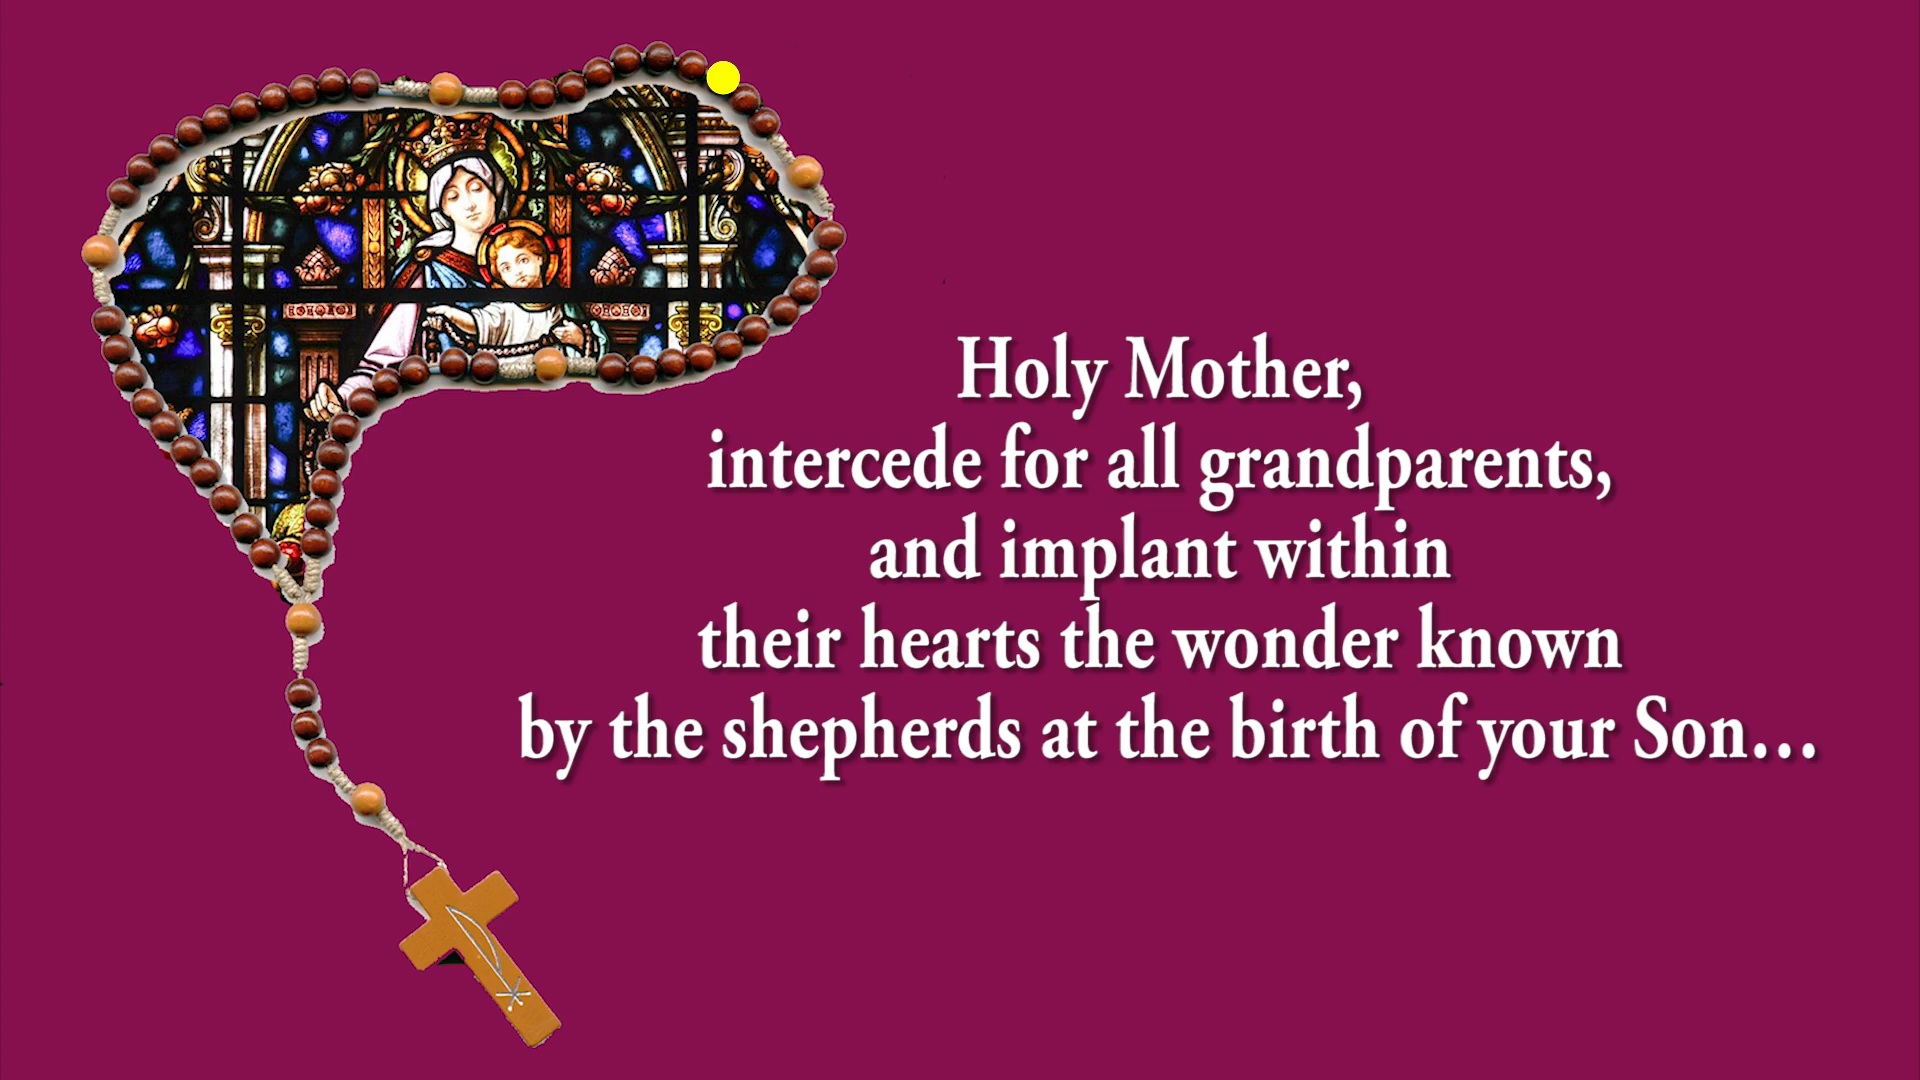 Holy Mother,
intercede for all grandparents,
and implant within
their hearts the wonder known
by the shepherds at the birth of your Son...